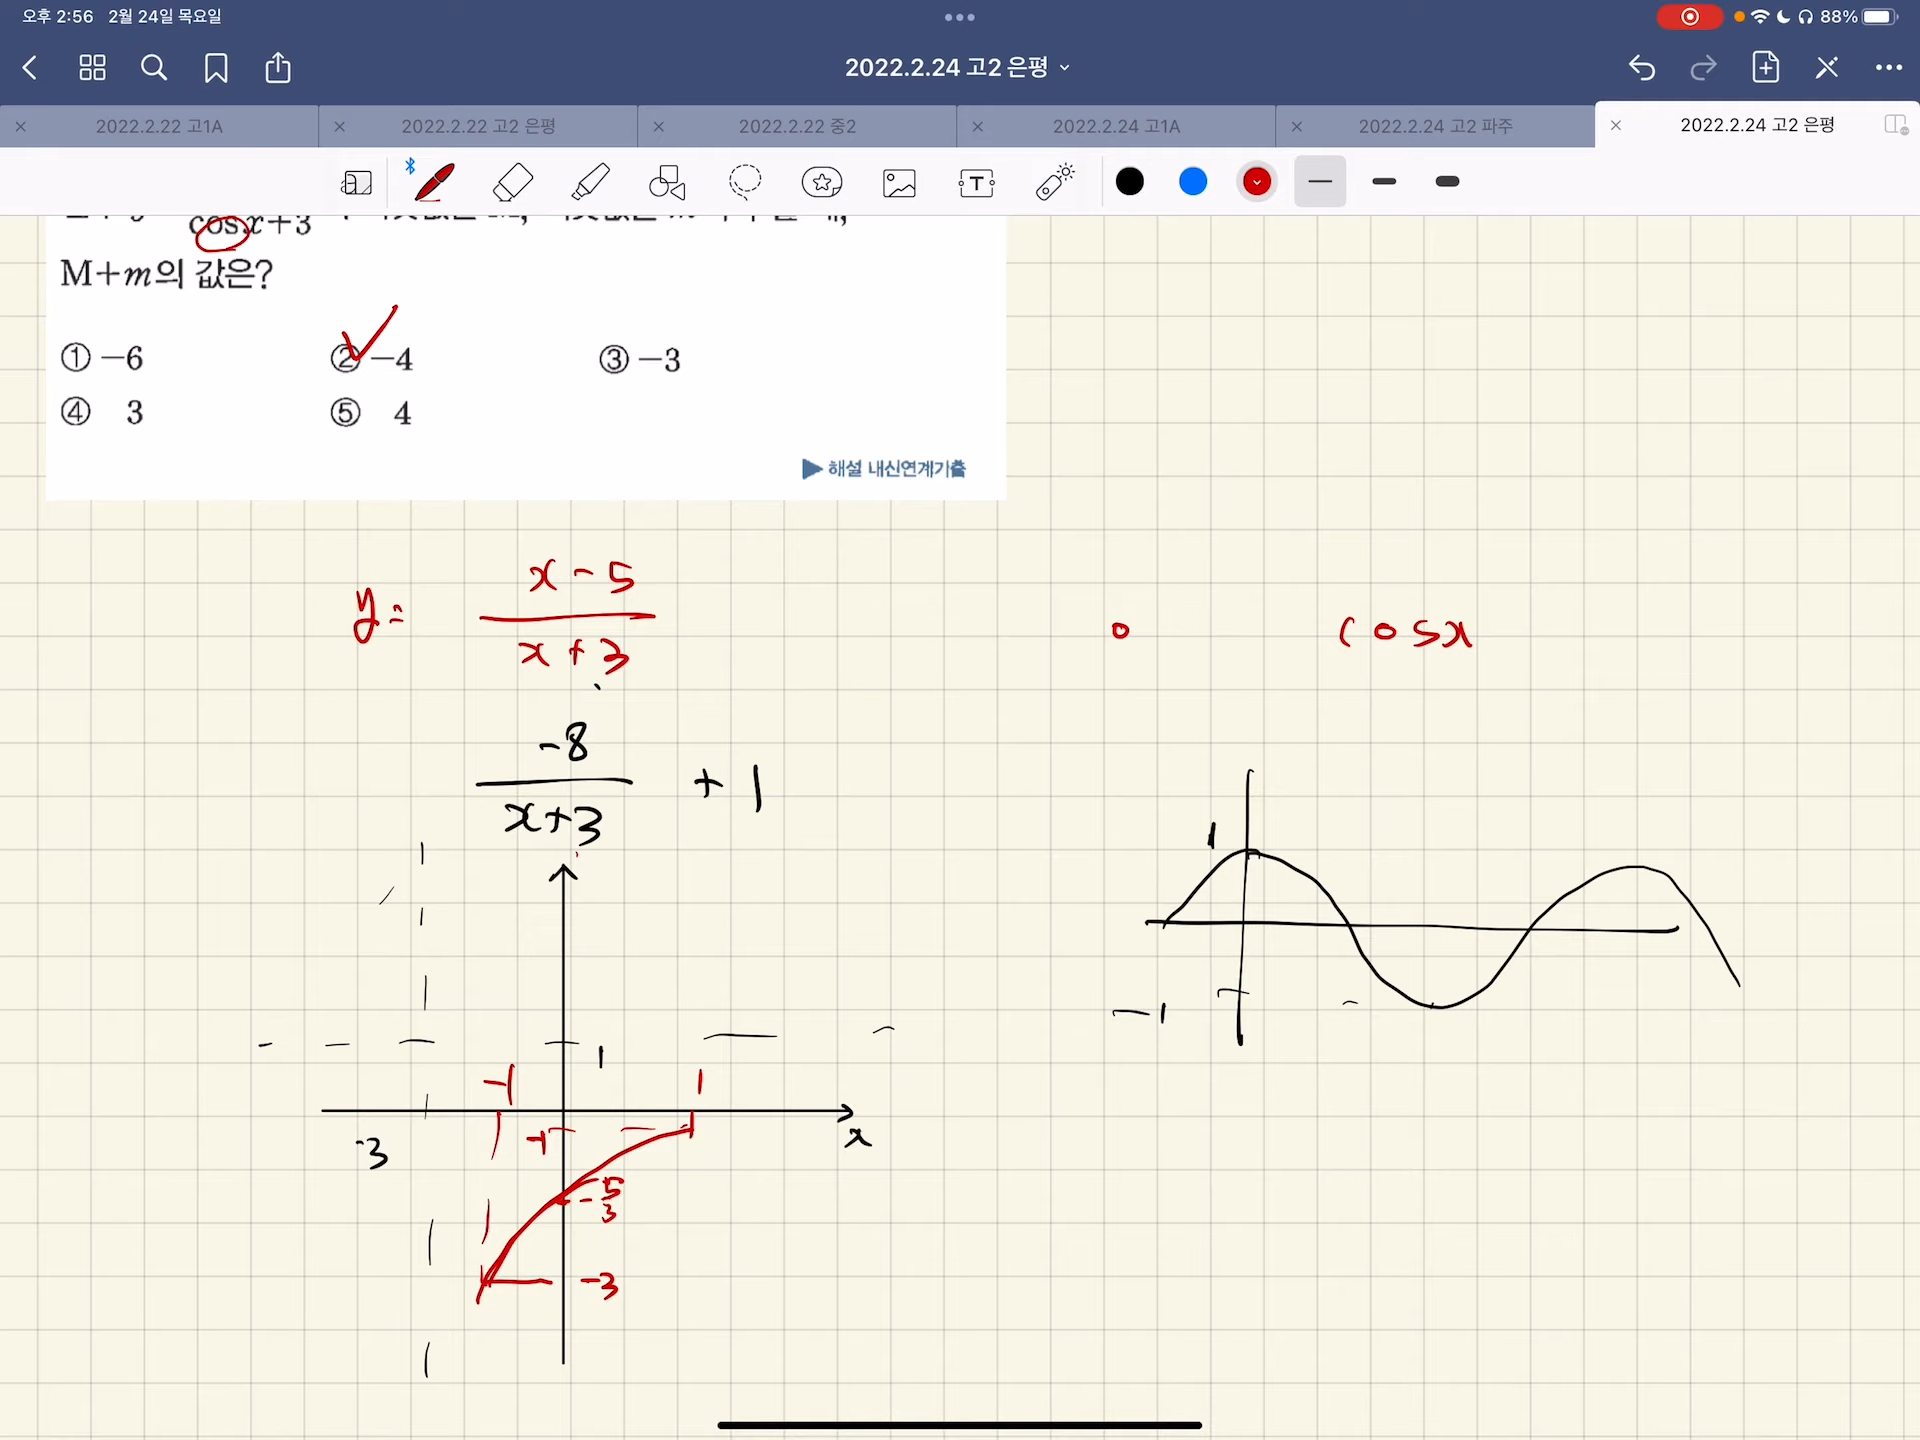 오후 2:56 2월 24일 목요일
88%
2022.2.24 고2 은평
2022.2.22 고1A
2022.2.22 고2 은평
2022.2.22 중2
2022.2.24 고1A
2022.2.24 고2 파주
2022.2.24 고2 은평
cosx+3
M+m의 값은?
① −6 ② −4 ③ −3
④ 3 ⑤ 4
▶ 해설 내신연계기출
y= x-5
x+3
cosx
-8
x+3 + 1
1
-1
1
-1 1
-3
-1
x
-5
3
-3